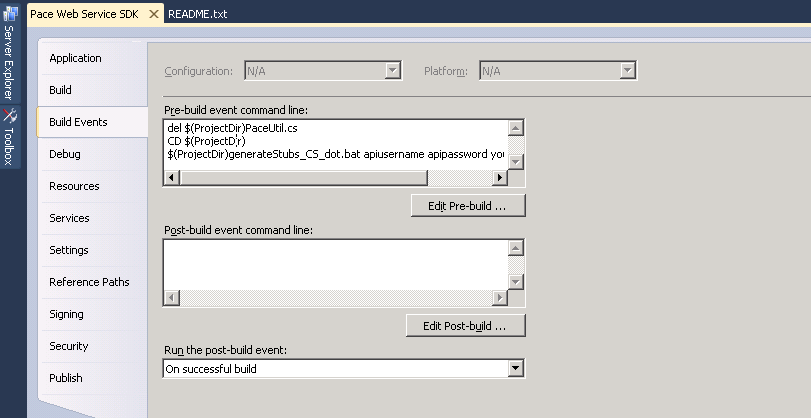 Pace Web Service SDK
README.txt
Server Explorer
Toolbox
Application
Build
Build Events
Debug
Resources
Services
Settings
Reference Paths
Signing
Security
Publish
Configuration: N/A Platform: N/A
Pre-build event command line:
del $(ProjectDir)PaceUtil.cs
CD $(ProjectDir)
$(ProjectDir)generateStubs_CS_dot.bat apiusername apipassword you
Edit Pre-build ...
Post-build event command line:
Edit Post-build ...
Run the post-build event:
On successful build